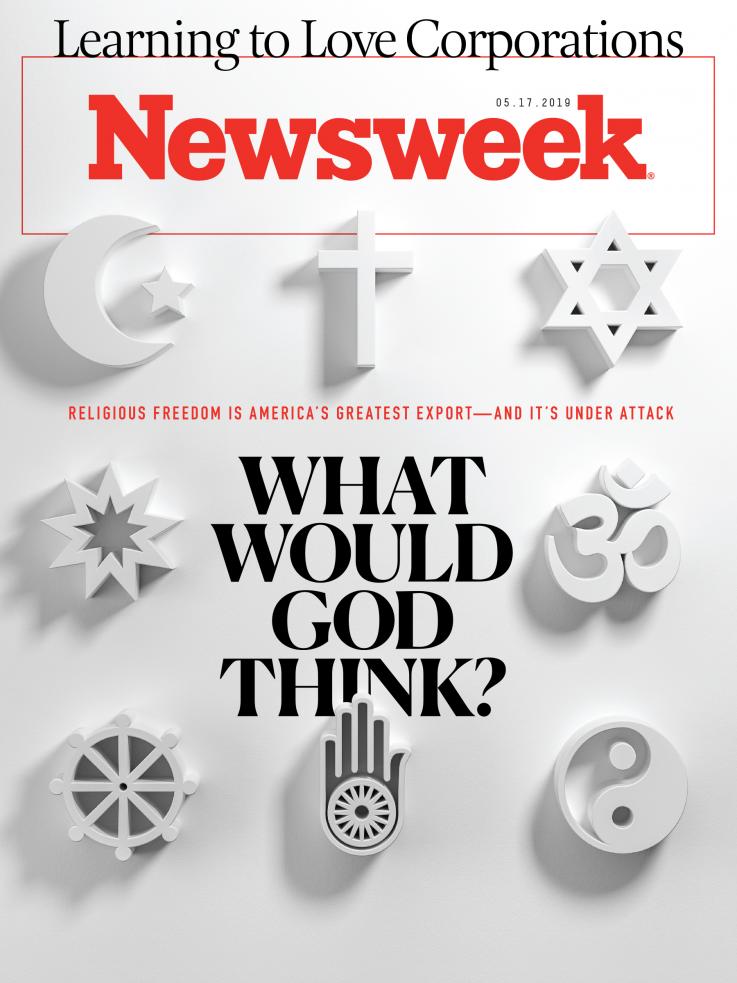 Learning to Love Corporations
05.17.2019
Newsweek®
RELIGIOUS FREEDOM IS AMERICA'S GREATEST EXPORT—AND IT'S UNDER ATTACK
WHAT
WOULD
GOD
THINK?